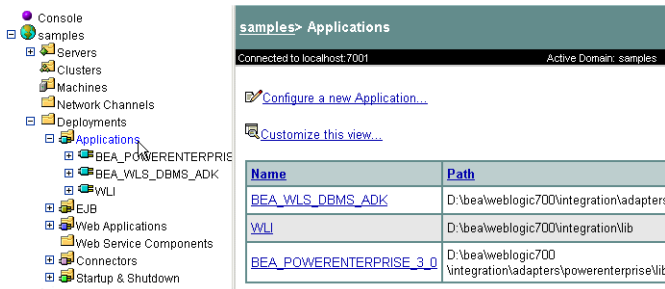 Console
samples
Servers
Clusters
Machines
Network Channels
Deployments
Applications
BEA_POWERENTERPRIS
BEA_WLS_DBMS_ADK
WLI
EJB
Web Applications
Web Service Components
Connectors
Startup & Shutdown
samples> Applications
Connected to localhost:7001 Active Domain: samples
Configure a new Application...
Customize this view...
Name Path
BEA_WLS_DBMS_ADK D:\bea\weblogic700\integration\adapters
WLI D:\bea\weblogic700\integration\lib
BEA_POWERENTERPRISE_3_0 D:\bea\weblogic700
\integration\adapters\powerenterprise\lib